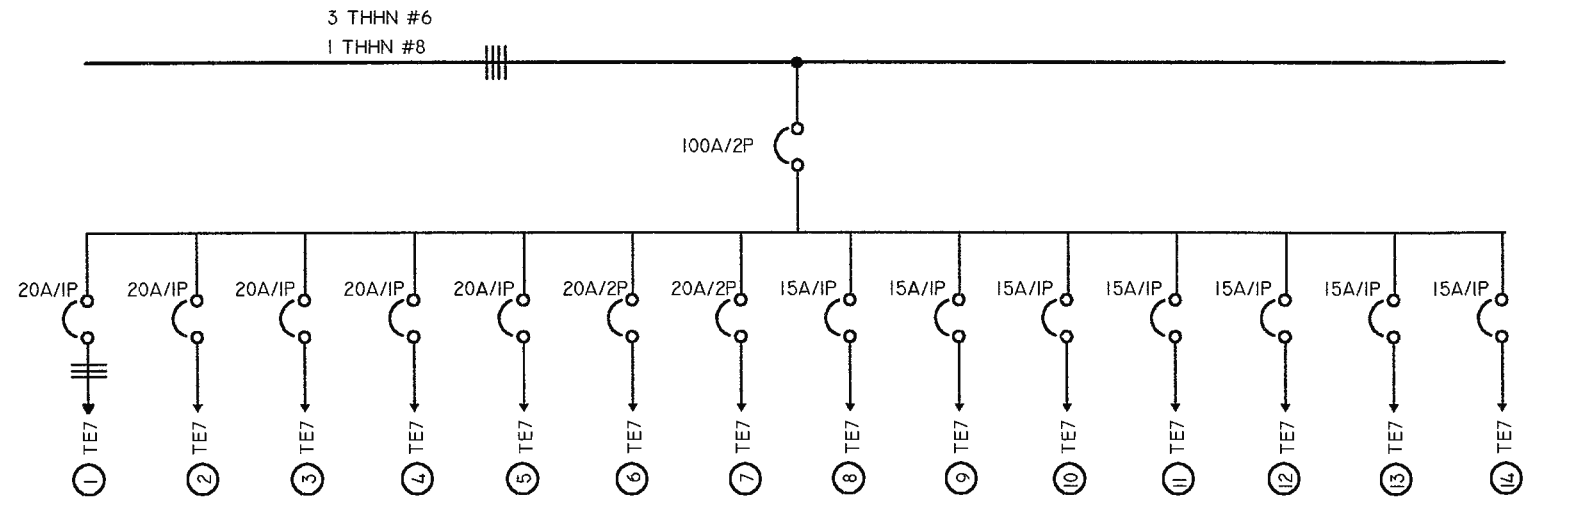 3 THHN #6
1 THHN #8
100A/2P
20A/1P
20A/1P
20A/1P
20A/1P
20A/1P
20A/2P
20A/2P
15A/1P
15A/1P
15A/1P
15A/1P
15A/1P
15A/1P
15A/1P
TE7
TE7
TE7
TE7
TE7
TE7
TE7
TE7
TE7
TE7
TE7
TE7
TE7
TE7
1
2
3
4
5
6
7
8
9
10
11
12
13
14